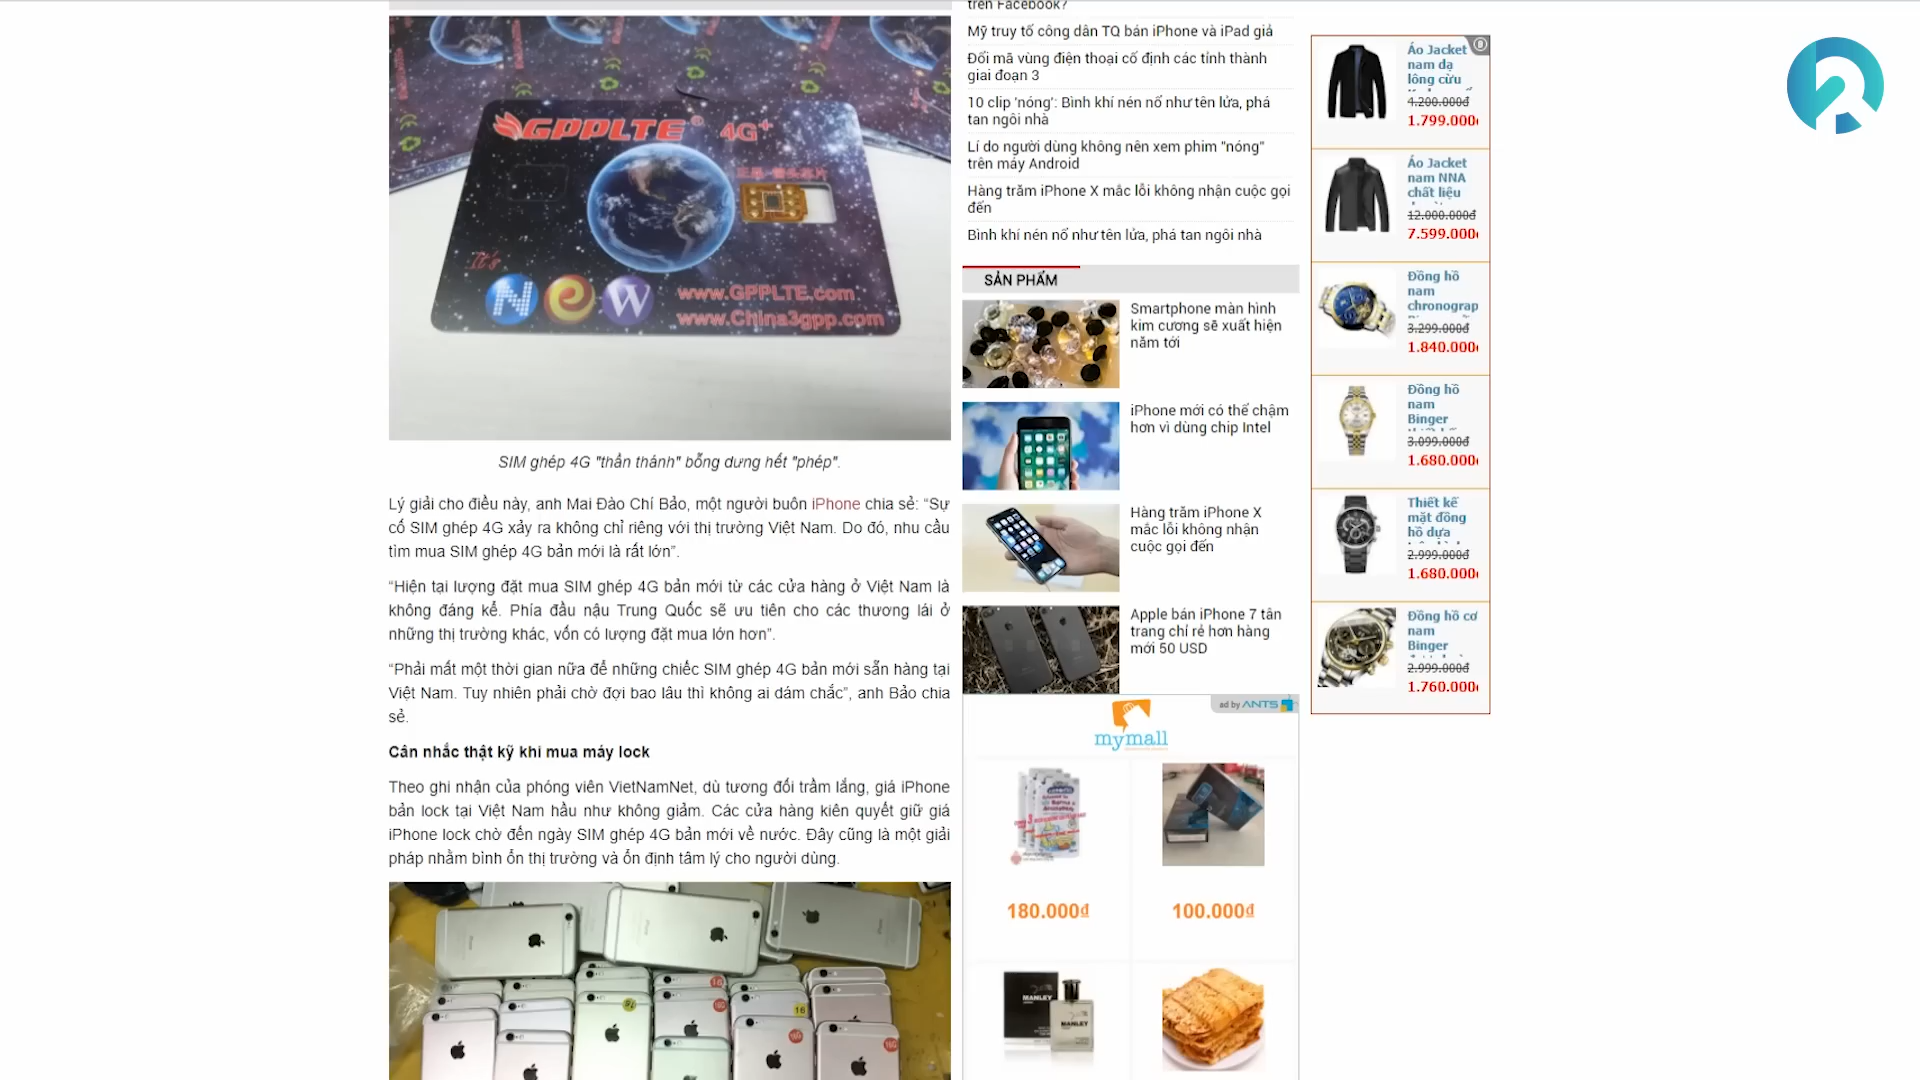 GPPLTE® 4G+
It's
N e W
www.GPPLTE.com
www.China3gpp.com
SIM ghép 4G "thần thánh" bỗng dưng hết "phép".
Lý giải cho điều này, anh Mai Đào Chí Bảo, một người buôn iPhone chia sẻ: “Sự
cố SIM ghép 4G xảy ra không chỉ riêng với thị trường Việt Nam. Do đó, nhu cầu
tìm mua SIM ghép 4G bản mới là rất lớn”.
“Hiện tại lượng đặt mua SIM ghép 4G bản mới từ các cửa hàng ở Việt Nam là
không đáng kể. Phía đầu nậu Trung Quốc sẽ ưu tiên cho các thương lái ở
những thị trường khác, vốn có lượng đặt mua lớn hơn”.
“Phải mất một thời gian nữa để những chiếc SIM ghép 4G bản mới sẵn hàng tại
Việt Nam. Tuy nhiên phải chờ đợi bao lâu thì không ai dám chắc”, anh Bảo chia
sẻ.
Cân nhắc thật kỹ khi mua máy lock
Theo ghi nhận của phóng viên VietNamNet, dù tương đối trầm lắng, giá iPhone
bản lock tại Việt Nam hầu như không giảm. Các cửa hàng kiên quyết giữ giá
iPhone lock chờ đến ngày SIM ghép 4G bản mới về nước. Đây cũng là một giải
pháp nhằm bình ổn thị trường và ổn định tâm lý cho người dùng.
16
trên Facebook?
Mỹ truy tố công dân TQ bán iPhone và iPad giả
Đổi mã vùng điện thoại cố định các tỉnh thành
giai đoạn 3
10 clip 'nóng': Bình khí nén nổ như tên lửa, phá
tan ngôi nhà
Lí do người dùng không nên xem phim "nóng"
trên máy Android
Hàng trăm iPhone X mắc lỗi không nhận cuộc gọi
đến
Bình khí nén nổ như tên lửa, phá tan ngôi nhà
SẢN PHẨM
Smartphone màn hình
kim cương sẽ xuất hiện
năm tới
iPhone mới có thể chậm
hơn vì dùng chip Intel
Hàng trăm iPhone X
mắc lỗi không nhận
cuộc gọi đến
Apple bán iPhone 7 tân
trang chỉ rẻ hơn hàng
mới 50 USD
ad by ANTS
mymall
180.000₫
100.000₫
MANLEY
MANLEY
Áo Jacket
nam dạ
lông cừu
4.200.000đ
1.799.000
Áo Jacket
nam NNA
chất liệu
12.000.000đ
7.599.000
Đồng hồ
nam
chronograp
3.299.000đ
1.840.000
Đồng hồ
nam
Binger
3.099.000đ
1.680.000
Thiết kế
mặt đồng
hồ dựa
2.999.000đ
1.680.000
Đồng hồ cơ
nam
Binger
2.999.000đ
1.760.000